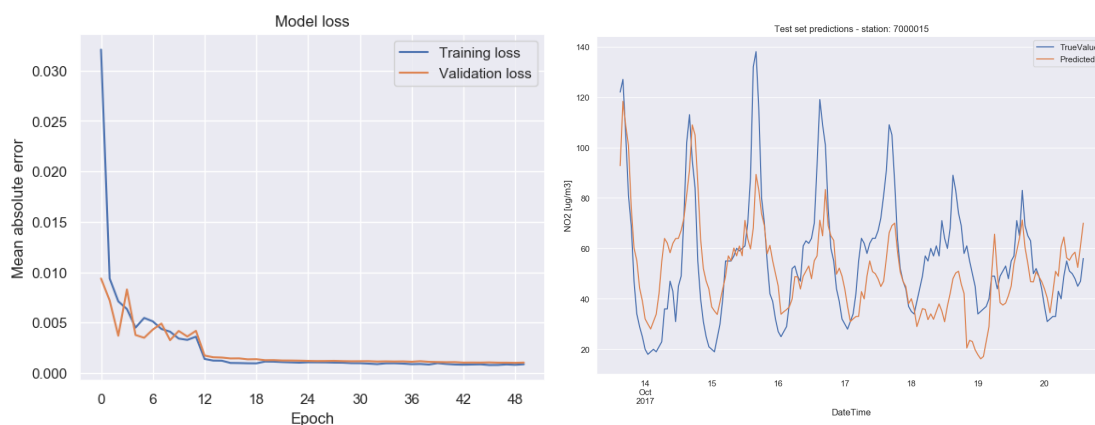 Model loss
Training loss
Validation loss
Mean absolute error
0.030
0.025
0.020
0.015
0.010
0.005
0.000
0 6 12 18 24 30 36 42 48
Epoch
Test set predictions - station: 7000015
TrueValue
Predicted
NO2 [ug/m3]
140
120
100
80
60
40
20
14 15 16 17 18 19 20
Oct
2017
DateTime